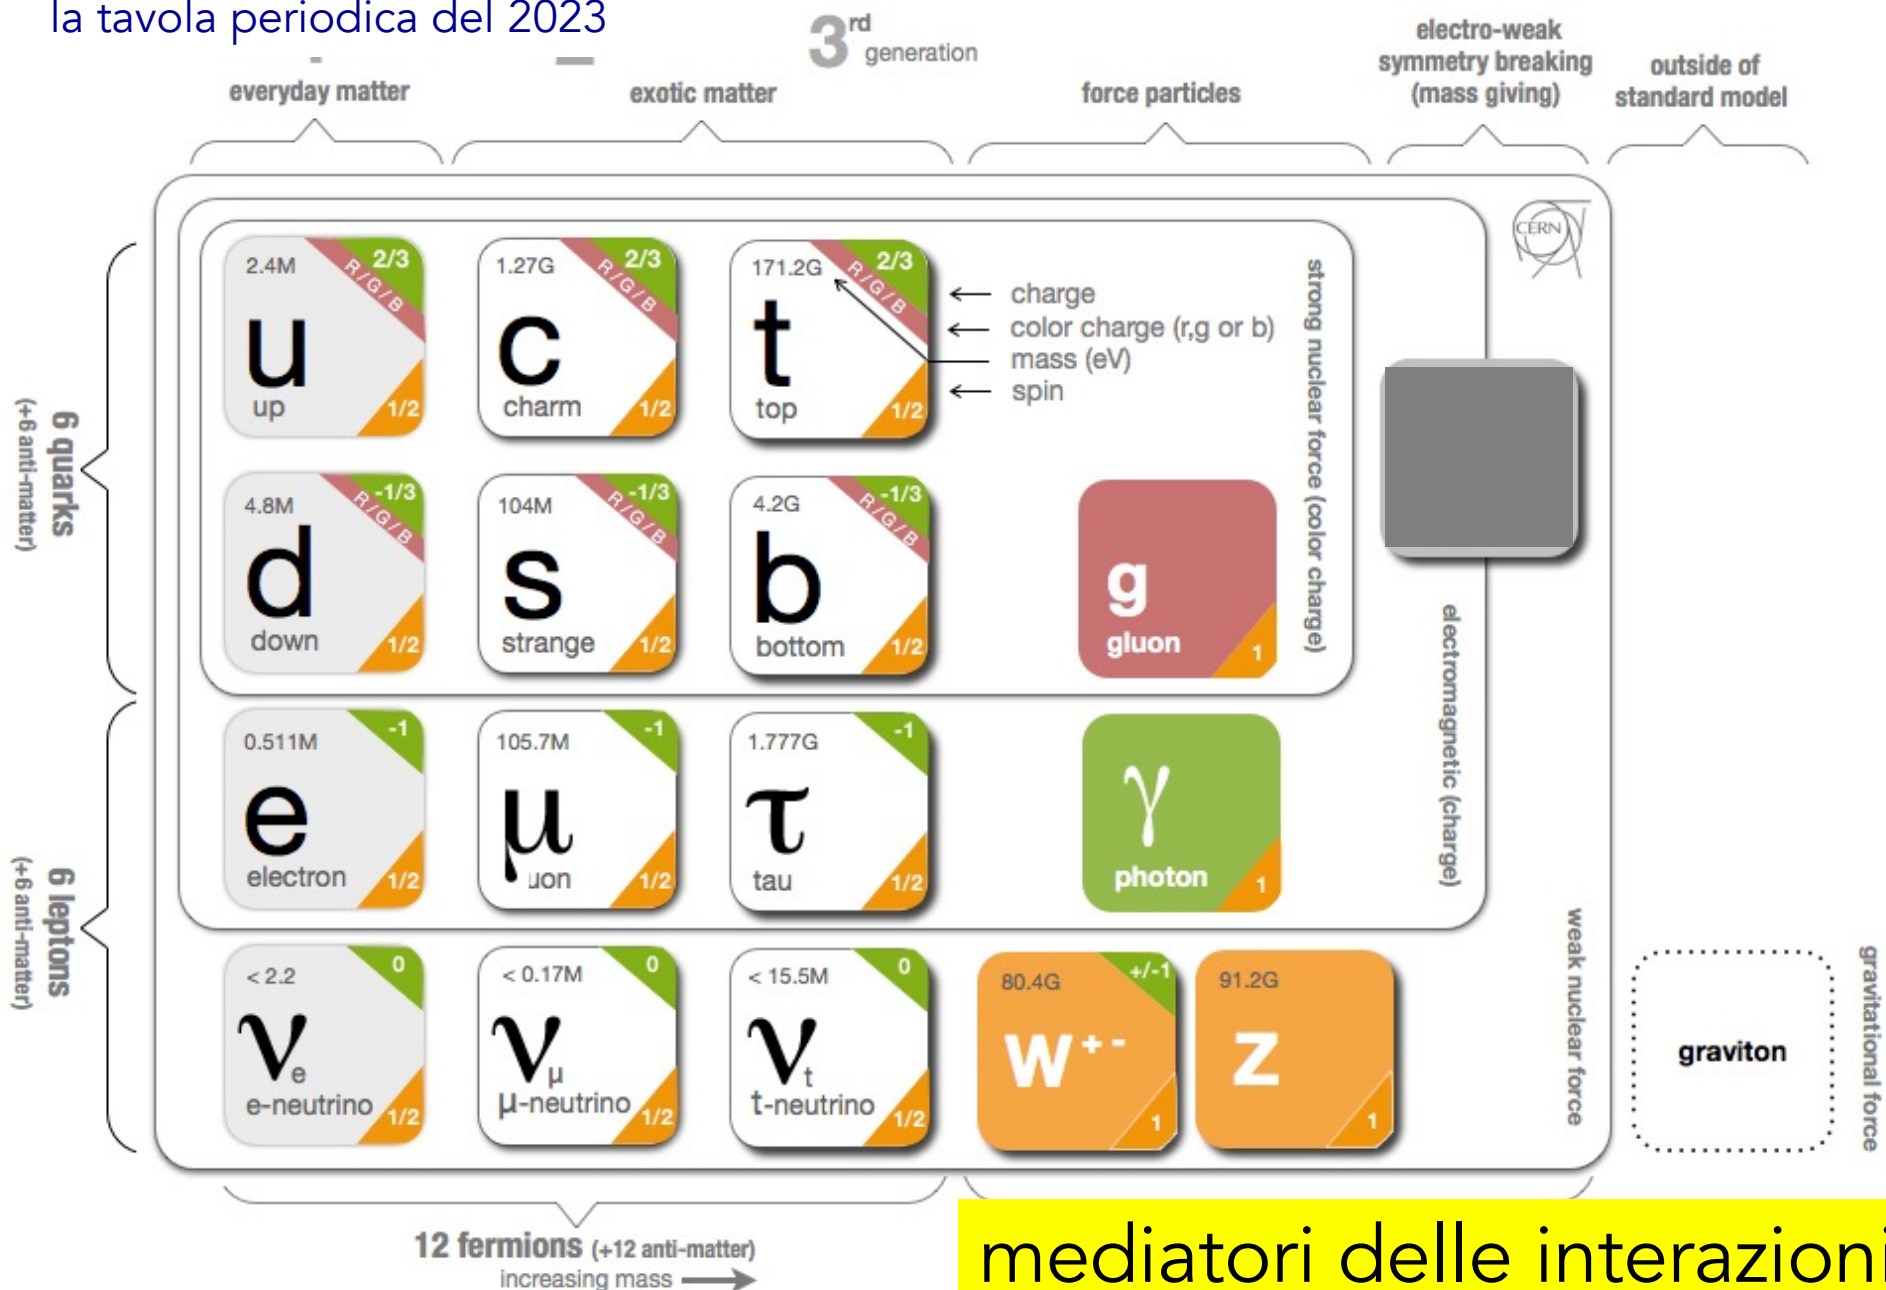 la tavola periodica del 2023
3rd generation
everyday matter
exotic matter
force particles
electro-weak
symmetry breaking
(mass giving)
outside of
standard model
CERN
6 quarks
(+6 anti-matter)
2.4M
2/3
R/G/B
u
up
1/2
1.27G
2/3
R/G/B
c
charm
1/2
171.2G
2/3
R/G/B
t
top
1/2
charge
color charge (r,g or b)
mass (eV)
spin
strong nuclear force (color charge)
4.8M
-1/3
R/G/B
d
down
1/2
104M
-1/3
R/G/B
s
strange
1/2
4.2G
-1/3
R/G/B
b
bottom
1/2
g
gluon
1
electromagnetic (charge)
6 leptons
(+6 anti-matter)
0.511M
-1
e
electron
1/2
105.7M
-1
μ
uon
1/2
1.777G
-1
τ
tau
1/2
γ
photon
1
weak nuclear force
< 2.2
0
νe
e-neutrino
1/2
< 0.17M
0
νμ
μ-neutrino
1/2
< 15.5M
0
νt
t-neutrino
1/2
80.4G
+/-1
W+-
1
91.2G
Z
1
graviton
gravitational force
12 fermions (+12 anti-matter)
increasing mass
mediatori delle interazioni